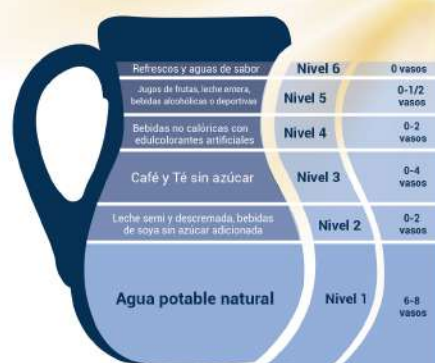 Refrescos y aguas de sabor Nivel 6 0 vasos
Jugos de frutas, leche entera,
bebidas alcohólicas o deportivas Nivel 5 0-1/2
vasos
Bebidas no calóricas con
edulcorantes artificiales Nivel 4 0-2
vasos
Café y Té sin azúcar Nivel 3 0-4
vasos
Leche semi y descremada, bebidas
de soya sin azúcar adicionada Nivel 2 0-2
vasos
Agua potable natural Nivel 1 6-8
vasos